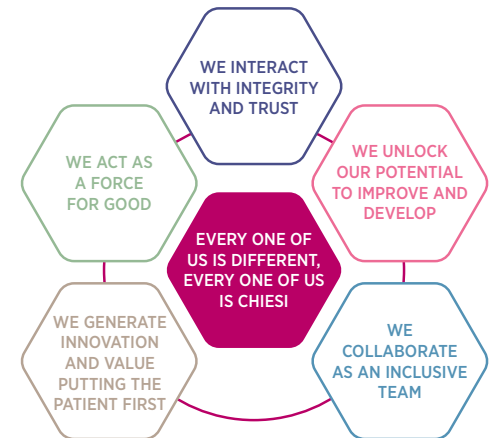 WE INTERACT
WITH INTEGRITY
AND TRUST
WE ACT AS
A FORCE
FOR GOOD
WE UNLOCK
OUR POTENTIAL
TO IMPROVE AND
DEVELOP
EVERY ONE OF
US IS DIFFERENT,
EVERY ONE OF US
IS CHIESI
WE GENERATE
INNOVATION
AND VALUE
PUTTING THE
PATIENT FIRST
WE
COLLABORATE
AS AN INCLUSIVE
TEAM